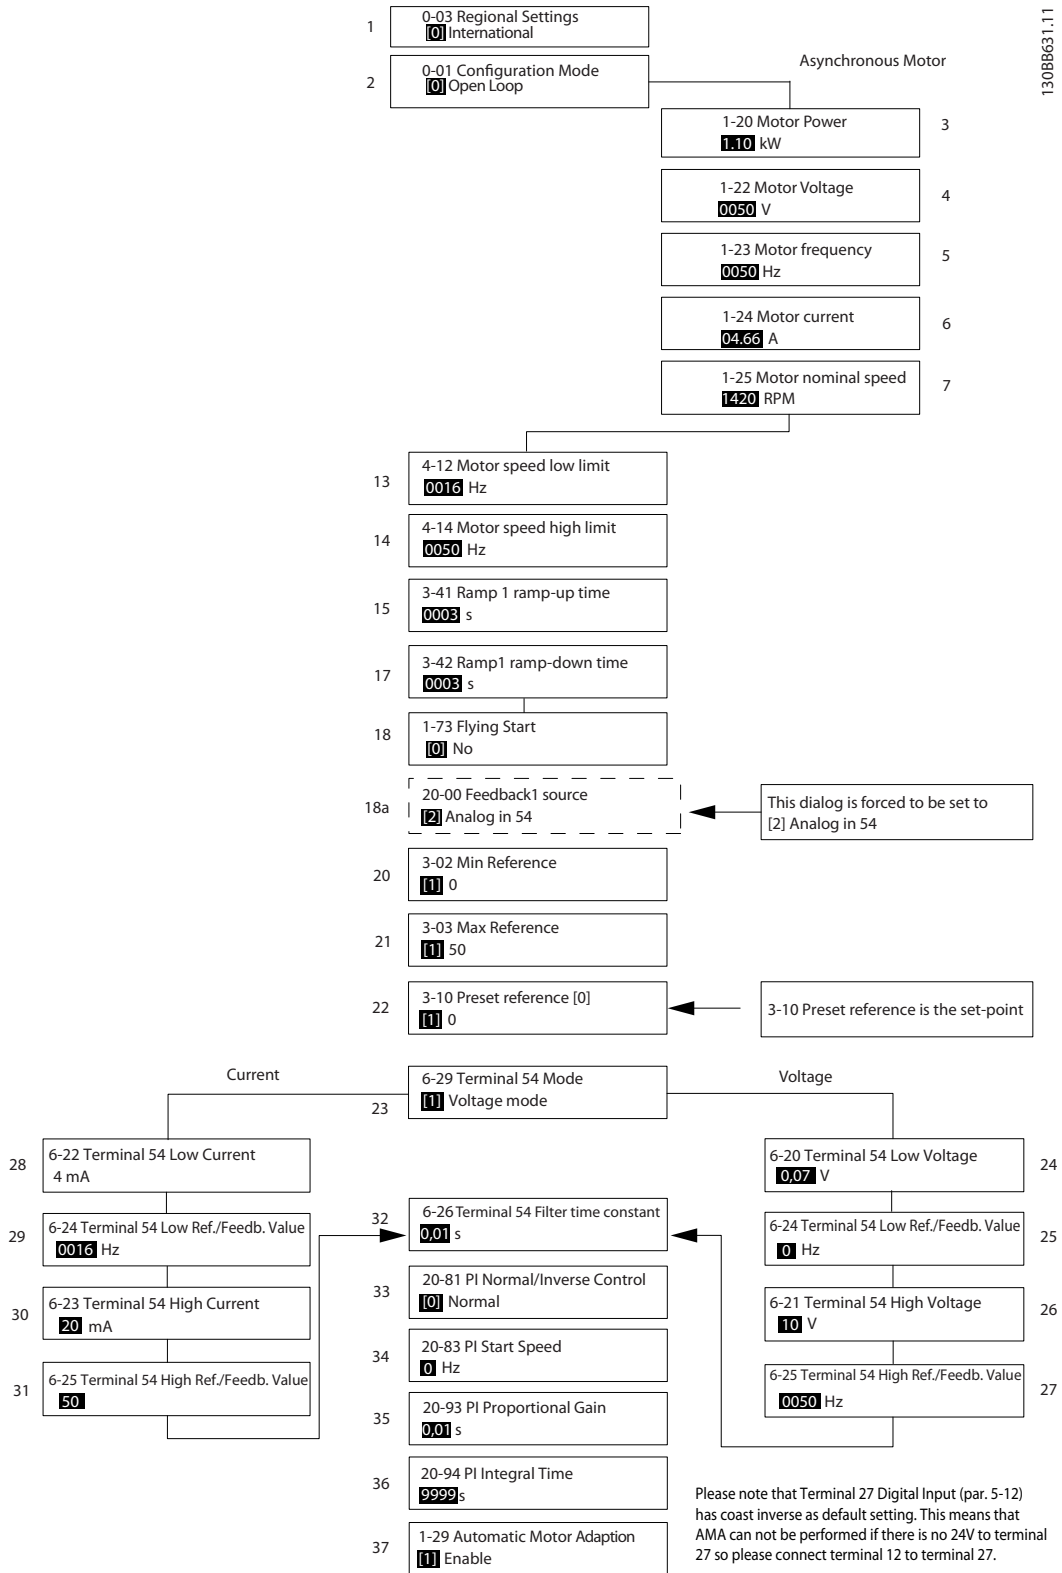 130BB631.11
1
0-03 Regional Settings
[0] International
2
0-01 Configuration Mode
[0] Open Loop
Asynchronous Motor
1-20 Motor Power
1.10 kW
3
1-22 Motor Voltage
0050 V
4
1-23 Motor frequency
0050 Hz
5
1-24 Motor current
04.66 A
6
1-25 Motor nominal speed
1420 RPM
7
13
4-12 Motor speed low limit
0016 Hz
14
4-14 Motor speed high limit
0050 Hz
15
3-41 Ramp 1 ramp-up time
0003 s
17
3-42 Ramp1 ramp-down time
0003 s
18
1-73 Flying Start
[0] No
18a
20-00 Feedback1 source
[2] Analog in 54
This dialog is forced to be set to
[2] Analog in 54
20
3-02 Min Reference
[1] 0
21
3-03 Max Reference
[1] 50
22
3-10 Preset reference [0]
[1] 0
3-10 Preset reference is the set-point
Current
23
6-29 Terminal 54 Mode
[1] Voltage mode
Voltage
28
6-22 Terminal 54 Low Current
4 mA
29
6-24 Terminal 54 Low Ref./Feedb. Value
0016 Hz
30
6-23 Terminal 54 High Current
20 mA
31
6-25 Terminal 54 High Ref./Feedb. Value
50
6-20 Terminal 54 Low Voltage
0,07 V
24
6-24 Terminal 54 Low Ref./Feedb. Value
0 Hz
25
6-21 Terminal 54 High Voltage
10 V
26
6-25 Terminal 54 High Ref./Feedb. Value
0050 Hz
27
32
6-26 Terminal 54 Filter time constant
0,01 s
33
20-81 PI Normal/Inverse Control
[0] Normal
34
20-83 PI Start Speed
0 Hz
35
20-93 PI Proportional Gain
0,01 s
36
20-94 PI Integral Time
9999 s
37
1-29 Automatic Motor Adaption
[1] Enable
Please note that Terminal 27 Digital Input (par. 5-12)
has coast inverse as default setting. This means that
AMA can not be performed if there is no 24V to terminal
27 so please connect terminal 12 to terminal 27.